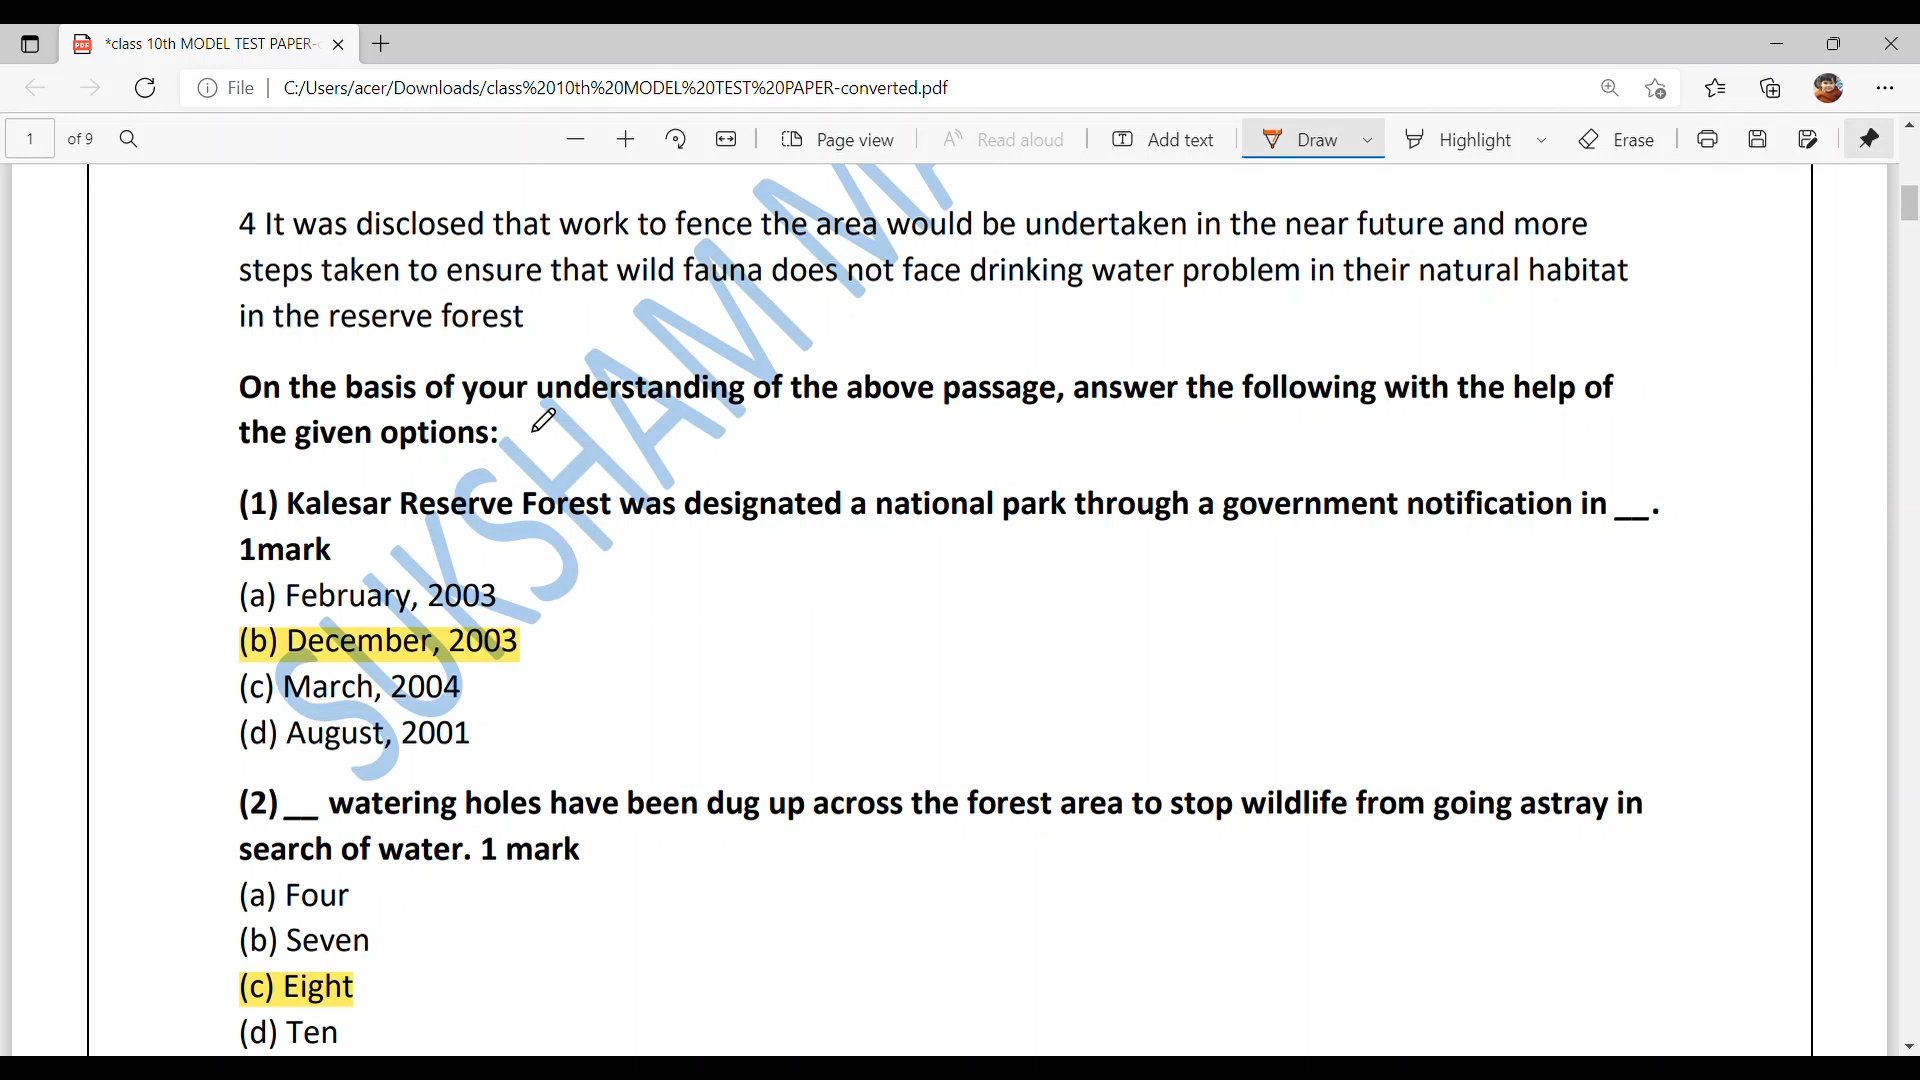 *class 10th MODEL TEST PAPER-
File
C:/Users/acer/Downloads/class%2010th%20MODEL%20TEST%20PAPER-converted.pdf
1 of 9
Page view
Read aloud
Add text
Draw
Highlight
Erase
4 It was disclosed that work to fence the area would be undertaken in the near future and more
steps taken to ensure that wild fauna does not face drinking water problem in their natural habitat
in the reserve forest
On the basis of your understanding of the above passage, answer the following with the help of
the given options:
(1) Kalesar Reserve Forest was designated a national park through a government notification in __.
1mark
(a) February, 2003
(b) December, 2003
(c) March, 2004
(d) August, 2001
(2)__ watering holes have been dug up across the forest area to stop wildlife from going astray in
search of water. 1 mark
(a) Four
(b) Seven
(c) Eight
(d) Ten
SUKSHAM